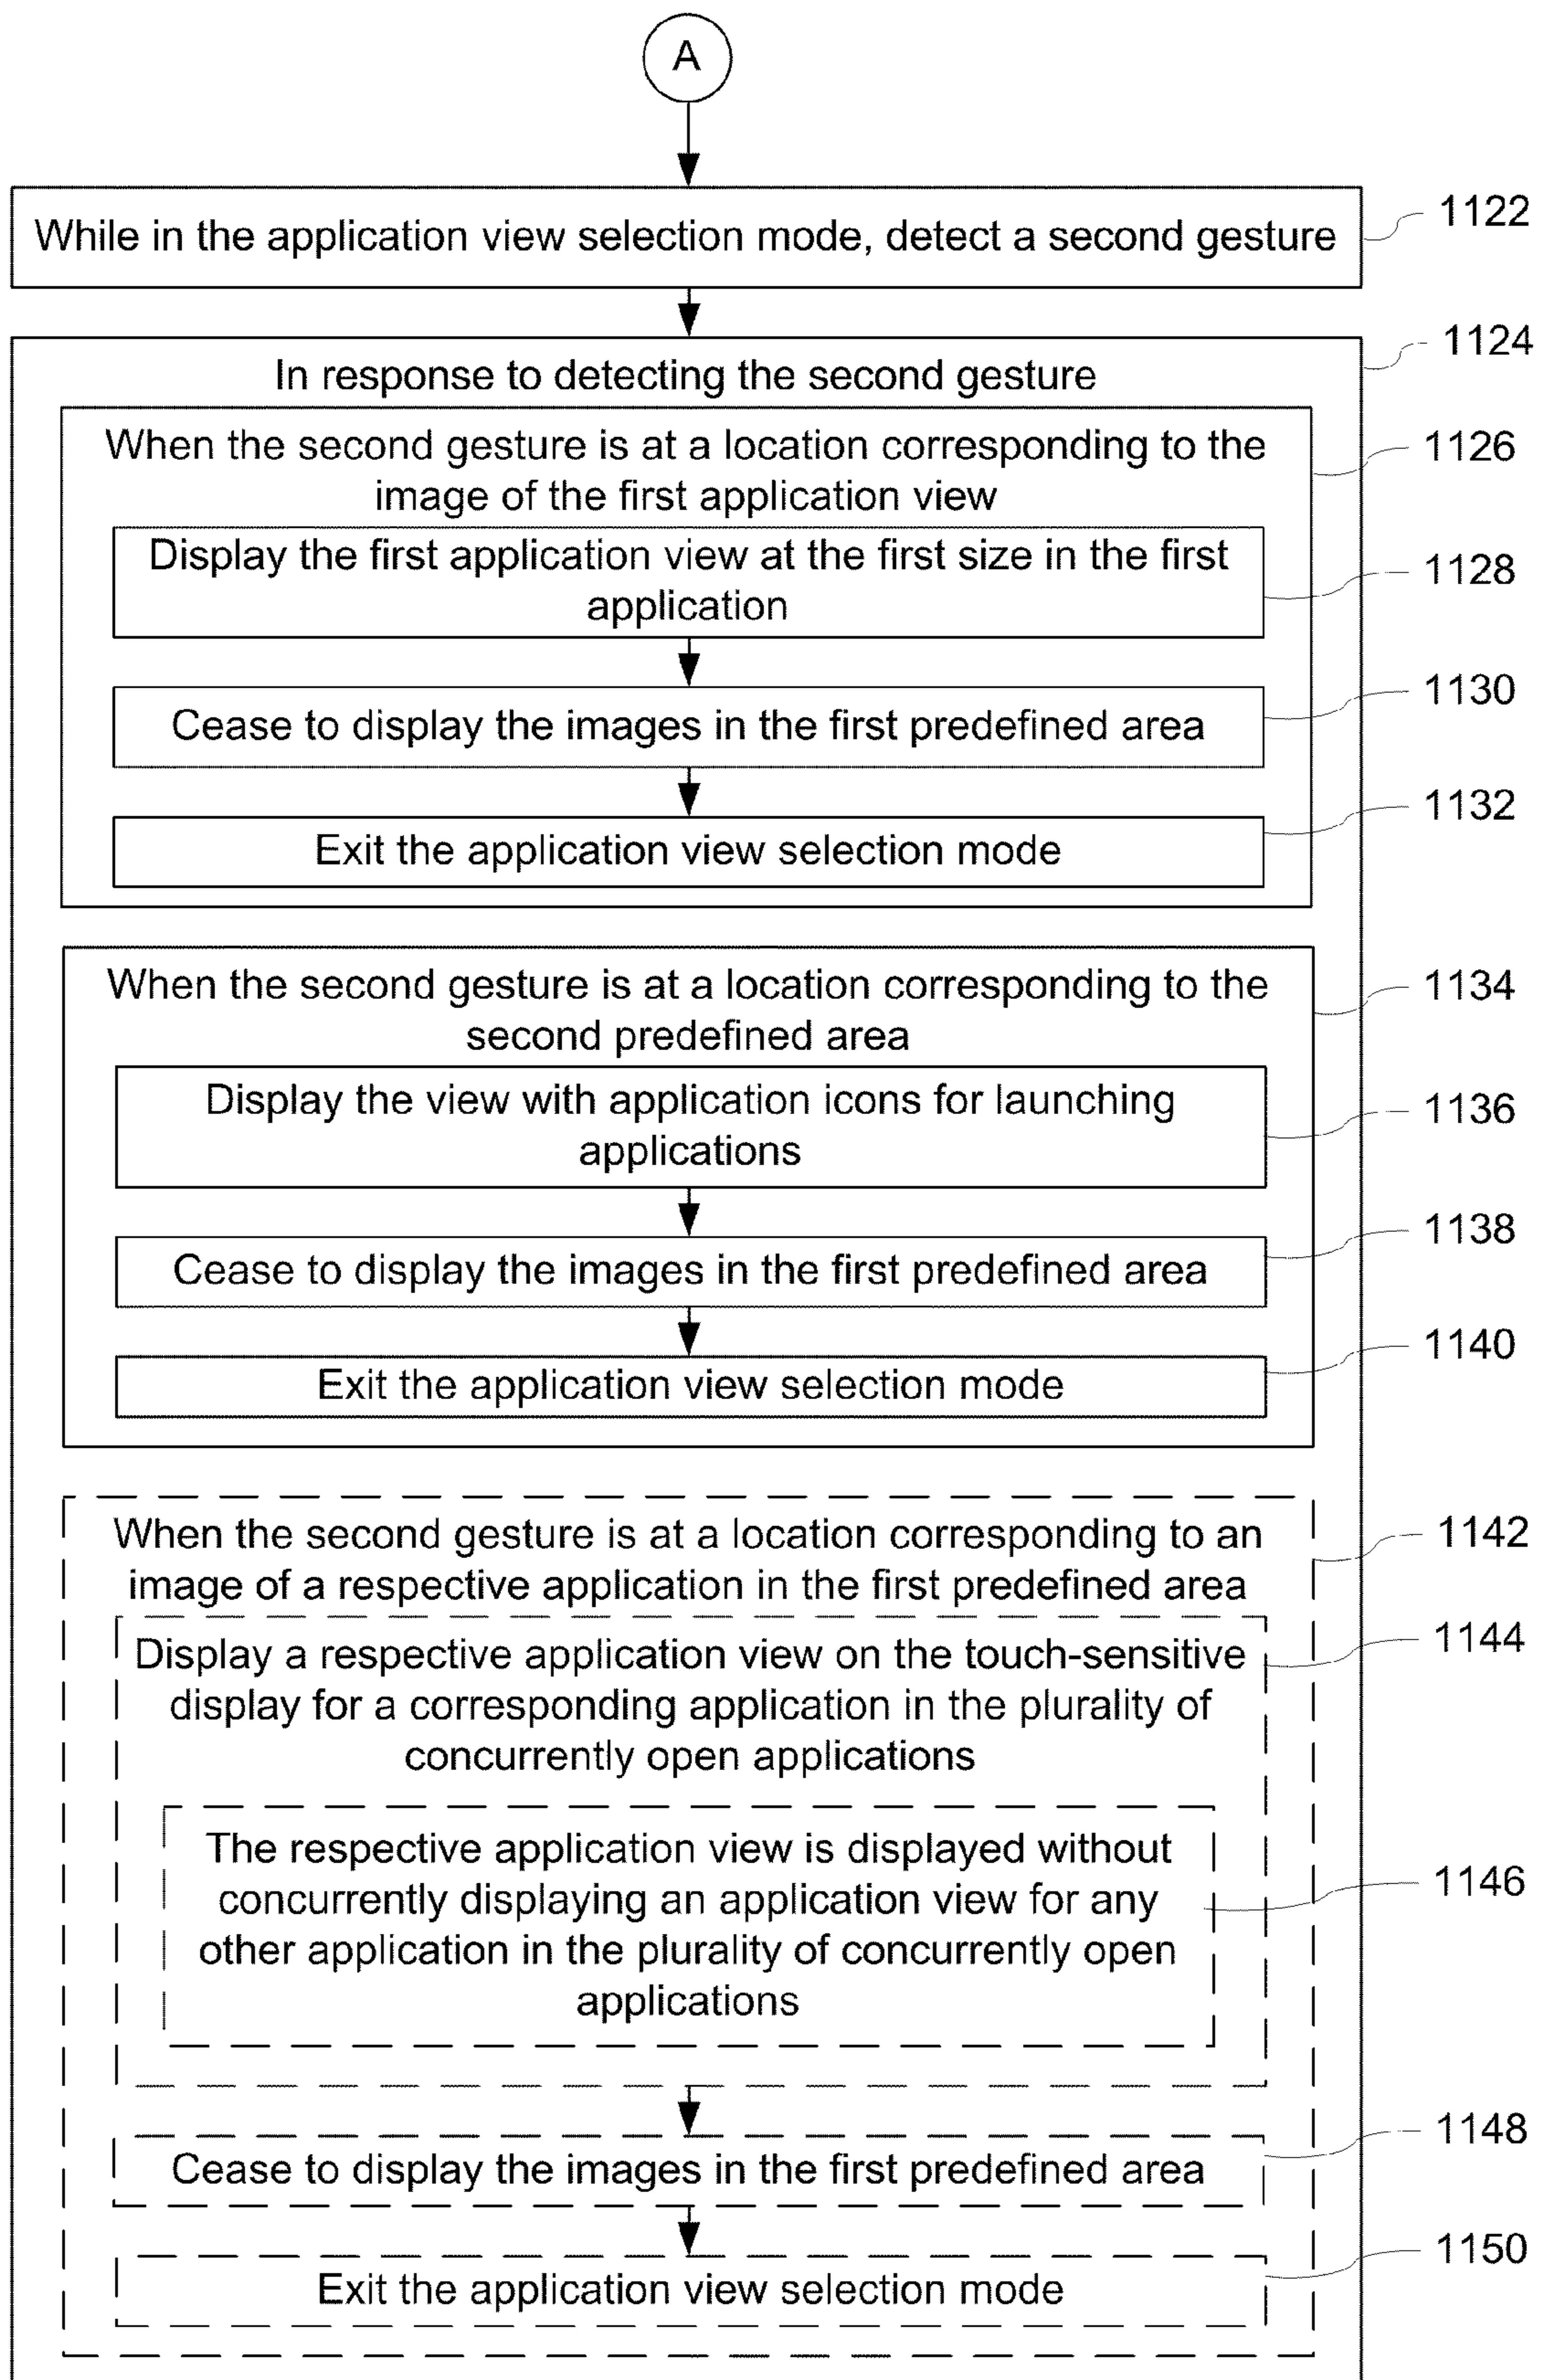 A
While in the application view selection mode, detect a second gesture
1122
1124
In response to detecting the second gesture
When the second gesture is at a location corresponding to the
image of the first application view
1126
Display the first application view at the first size in the first
application
1128
Cease to display the images in the first predefined area
1130
Exit the application view selection mode
1132
When the second gesture is at a location corresponding to the
second predefined area
1134
Display the view with application icons for launching
applications
1136
Cease to display the images in the first predefined area
1138
Exit the application view selection mode
1140
When the second gesture is at a location corresponding to an
image of a respective application in the first predefined area
1142
Display a respective application view on the touch-sensitive
display for a corresponding application in the plurality of
concurrently open applications
1144
The respective application view is displayed without
concurrently displaying an application view for any
other application in the plurality of concurrently open
applications
1146
Cease to display the images in the first predefined area
1148
Exit the application view selection mode
1150